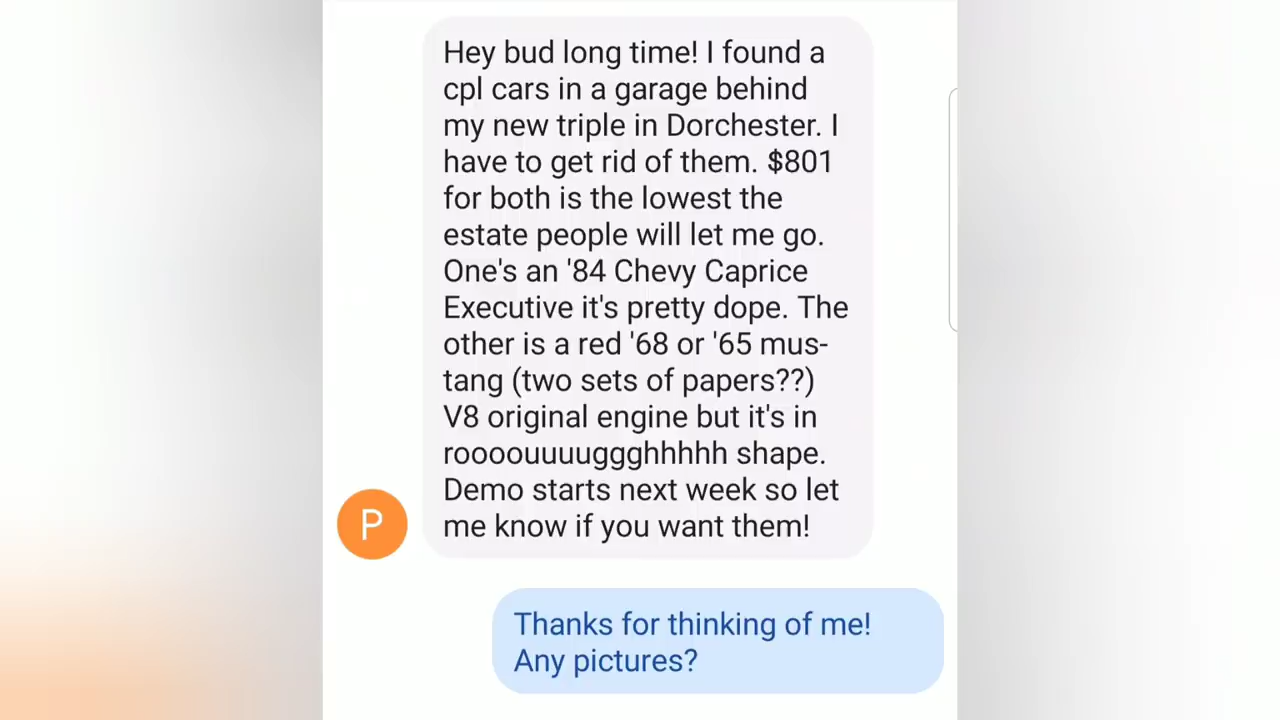 Hey bud long time! I found a
cpl cars in a garage behind
my new triple in Dorchester. I
have to get rid of them. $801
for both is the lowest the
estate people will let me go.
One's an '84 Chevy Caprice
Executive it's pretty dope. The
other is a red '68 or '65 mus-
tang (two sets of papers??)
V8 original engine but it's in
roooouuuuggghhhhh shape.
Demo starts next week so let
me know if you want them!
P
Thanks for thinking of me!
Any pictures?